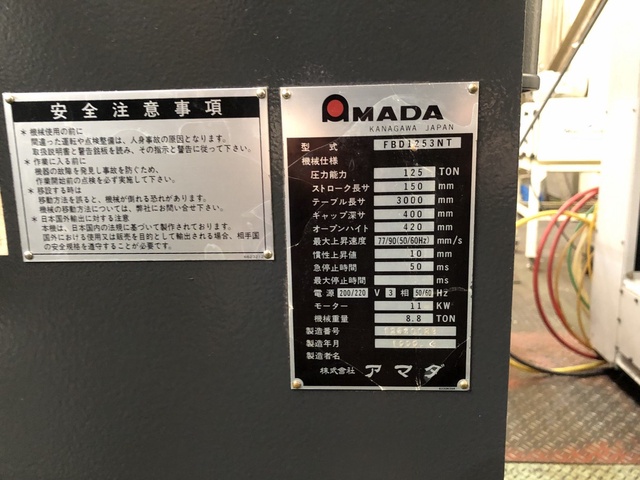 安全注意事項
＊機械使用の前に
間違った運転や点検整備は、人身事故の原因となります。
取扱説明書と警告銘板を読み、その指示と警告に従って下さい。
＊作業に入る前に
機器の故障を発見し事故を防ぐため、
作業開始前の点検を必ず実施して下さい。
＊移設する時は
移動方法を誤ると、機械が倒れる恐れがあります。
機械の移動方法については、弊社にお問い合せ下さい。
＊日本国外輸出に対する注意
本機は、日本国内の法規に基づいて製作されております。
国外における使用又は販売を目的として輸出される場合、相手国
の安全規格を遵守することが必要です。
AMADA
KANAGAWA JAPAN
型式 FBD1253NT
機械仕様
圧力能力 125 TON
ストローク長サ 150 mm
テーブル長サ 3000 mm
ギャップ深サ 400 mm
オープンハイト 420 mm
最大上昇速度 77/90(50/60Hz) mm/s
慣性上昇値 10 mm
急停止時間 50 ms
最大停止時間 ms
電源 200/220 V 3 相 50/60 Hz
モーター 11 KW
機械重量 8.8 TON
製造番号
製造年月
製造者名
株式会社 アマダ